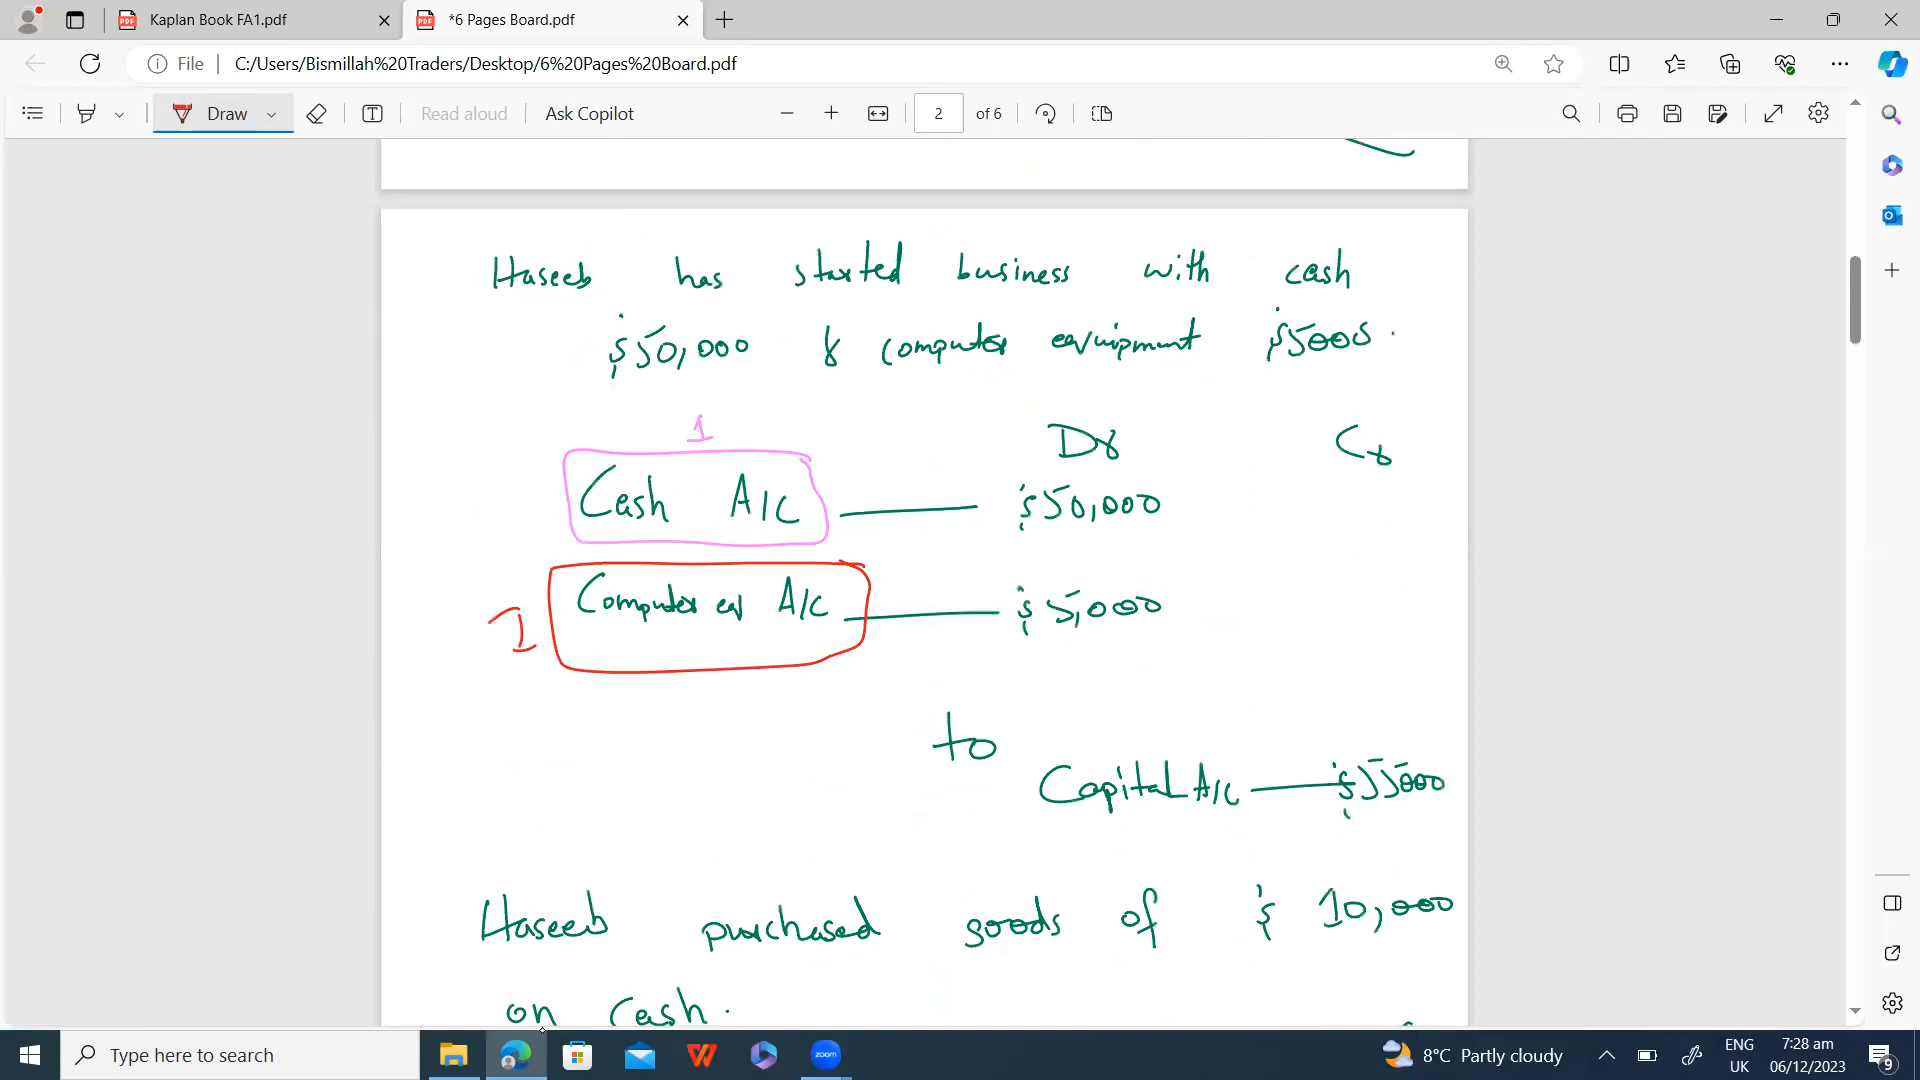 Kaplan Book FA1.pdf
*6 Pages Board.pdf
File
C:/Users/Bismillah%20Traders/Desktop/6%20Pages%20Board.pdf
Draw
Read aloud
Ask Copilot
2 of 6
Haseeb has started business with cash
$50,000 & computer equipment $5000.
1
Dr Cr
Cash A/C $50,000
1 Computer eq A/C $5,000
to
Capital A/C $55000
Haseeb purchased goods of $10,000
on Cash.
Type here to search
zoom
8°C Partly cloudy
ENG
UK
7:28 am
06/12/2023
9